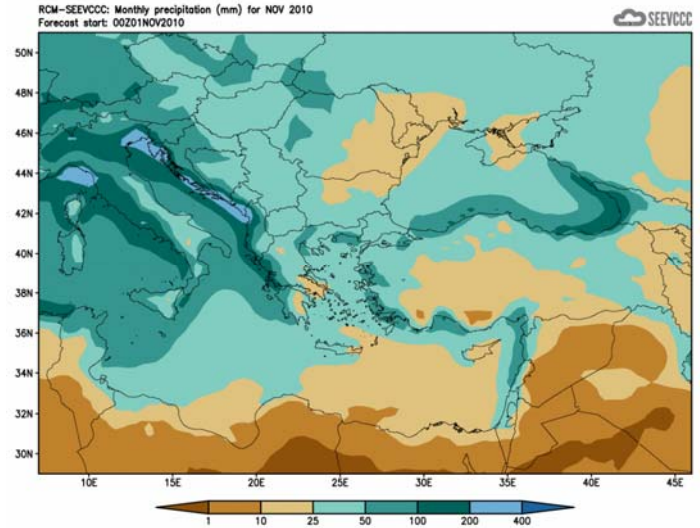 RCM-SEEVCCC: Monthly precipitation (mm) for NOV 2010
Forecast start: 00Z01NOV2010
SEEVCCC
50N
48N
46N
44N
42N
40N
38N
36N
34N
32N
30N
10E 15E 20E 25E 30E 35E 40E 45E
1 10 25 50 100 200 400